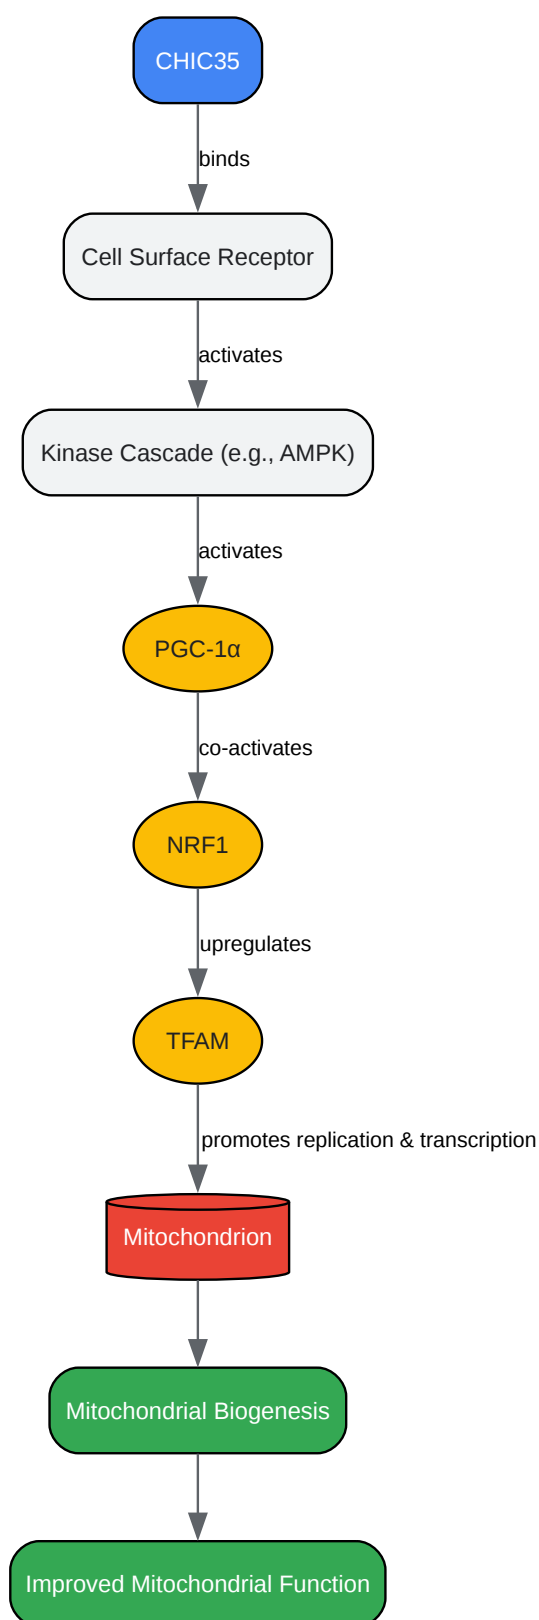 CHIC35
binds
Cell Surface Receptor
activates
Kinase Cascade (e.g., AMPK)
activates
PGC-1α
co-activates
NRF1
upregulates
TFAM
promotes replication & transcription
Mitochondrion
Mitochondrial Biogenesis
Improved Mitochondrial Function